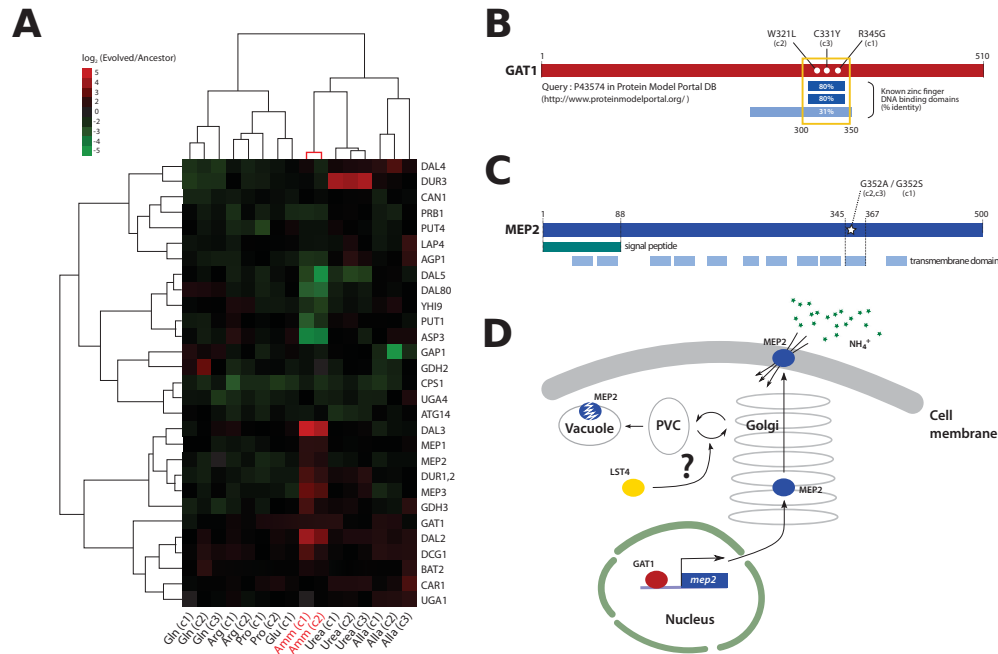 A
log2 (Evolved/Ancestor)
5
4
3
2
1
0
-1
-2
-3
-4
-5
DAL4
DUR3
CAN1
PRB1
PUT4
LAP4
AGP1
DAL5
DAL80
YHI9
PUT1
ASP3
GAP1
GDH2
CPS1
UGA4
ATG14
DAL3
MEP1
MEP2
DUR1,2
MEP3
GDH3
GAT1
DAL2
DCG1
BAT2
CAR1
UGA1
Gln (c1)
Gln (c2)
Gln (c3)
Arg (c1)
Arg (c2)
Pro (c1)
Pro (c2)
Glu (c1)
Amm (c1)
Amm (c2)
Urea (c1)
Urea (c2)
Urea (c3)
Alla (c1)
Alla (c2)
Alla (c3)
B
W321L C331Y R345G
(c2) (c3) (c1)
1 510
GAT1
Query : P43574 in Protein Model Portal DB
(http://www.proteinmodelportal.org/ )
80%
80%
31%
Known zinc finger
DNA binding domains
(% identity)
300 350
C
G352A / G352S
(c2,c3) (c1)
1 88 345 367 500
MEP2
signal peptide
transmembrane domain
D
MEP2
NH4+
Cell
membrane
MEP2
Vacuole
PVC
Golgi
LST4
?
MEP2
GAT1
mep2
Nucleus